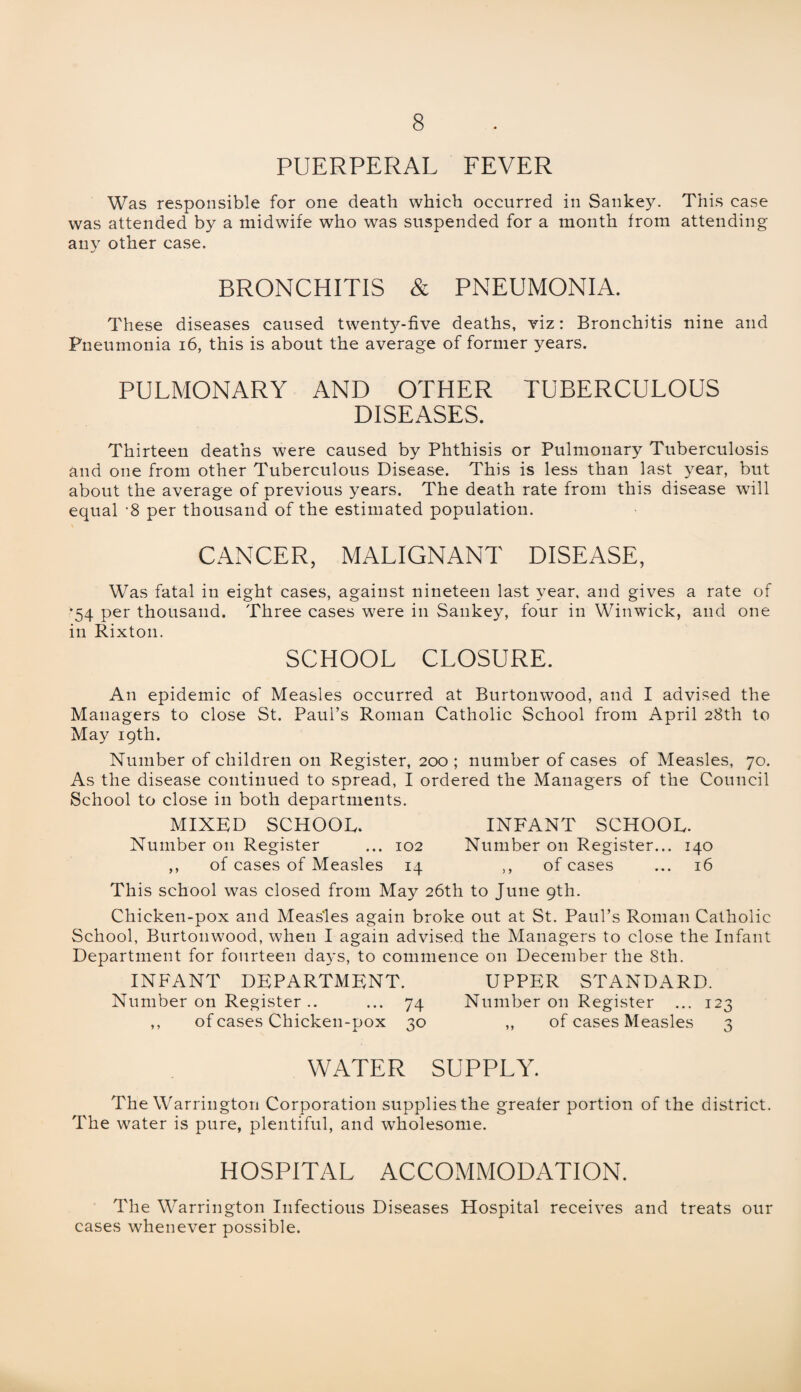 8
PUERPERAL FEVER
Was responsible for one death which occurred in Sankey. This case
was attended by a midwife who was suspended for a month from attending
any other case.
BRONCHITIS & PNEUMONIA.
These diseases caused twenty-five deaths, viz: Bronchitis nine and
Pneumonia 16, this is about the average of former years.
PULMONARY AND OTHER TUBERCULOUS
DISEASES.
Thirteen deaths were caused by Phthisis or Pulmonary Tuberculosis
and one from other Tuberculous Disease. This is less than last year, but
about the average of previous years. The death rate from this disease will
equal ·8 per thousand of the estimated population.
CANCER, MALIGNANT DISEASE,
Was fatal in eight cases, against nineteen last year, and gives a rate of
·54 per thousand. Three cases were in Sankey, four in Winwick, and one
in Rixton.
SCHOOL CLOSURE.
An epidemic of Measles occurred at Burtonwood, and I advised the
Managers to close St. Paul's Roman Catholic School from April 28th to
May 19th.
Number of children on Register, 200 ; number of cases of Measles, 70.
As the disease continued to spread, I ordered the Managers of the Council
School to close in both departments.
MIXED SCHOOL. INFANT SCHOOL.
Number on Register ... 102 Number on Register... 140
,, of cases of Measles 14 ,, of cases ... 16
This school was closed from May 26th to June 9th.
Chicken-pox and Measles again broke out at St. Paul's Roman Catholic
School, Burtonwood, when I again advised the Managers to close the Infant
Department for fourteen days, to commence on December the 8th.
INFANT DEPARTMENT. UPPER STANDARD.
Number on Register .. ... 74 Number on Register ... 123
,, of cases Chicken-pox 30 ,, of cases Measles 3
WATER SUPPLY.
The Warrington Corporation supplies the greater portion of the district.
The water is pure, plentiful, and wholesome.
HOSPITAL ACCOMMODATION.
The Warrington Infectious Diseases Hospital receives and treats our
cases whenever possible.